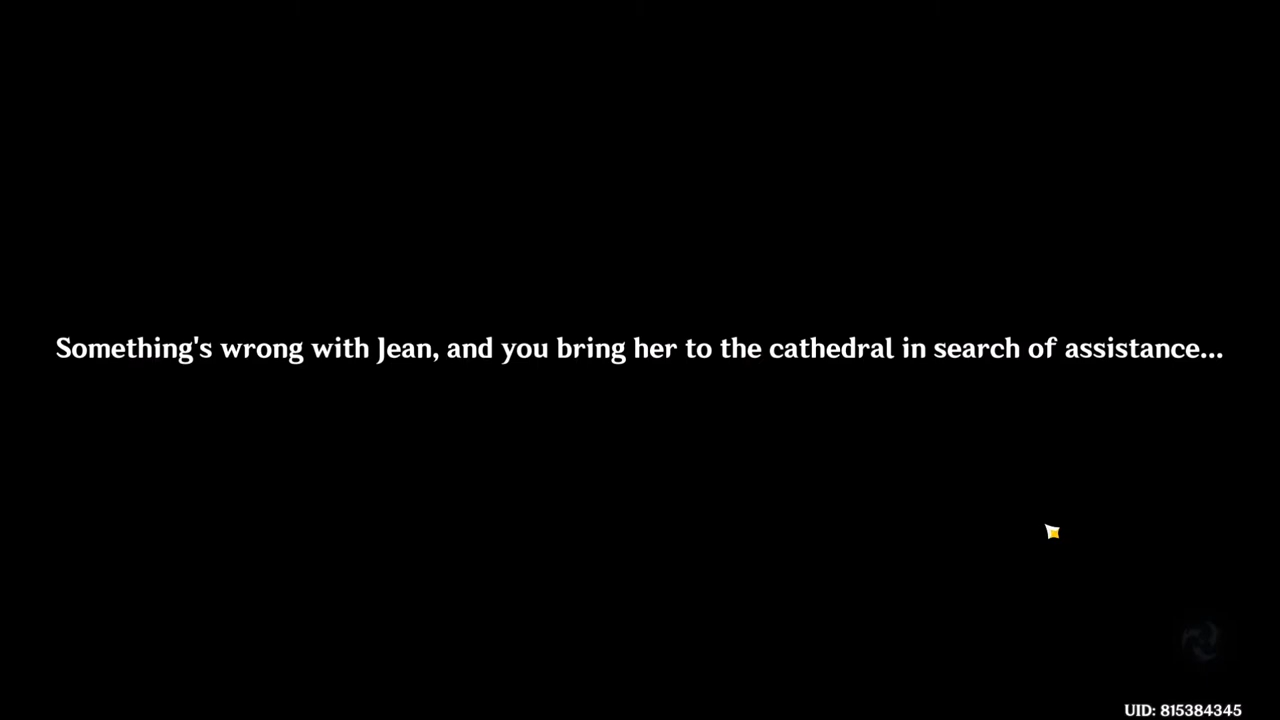 Something's wrong with Jean, and you bring her to the cathedral in search of assistance...
UID: 815384345